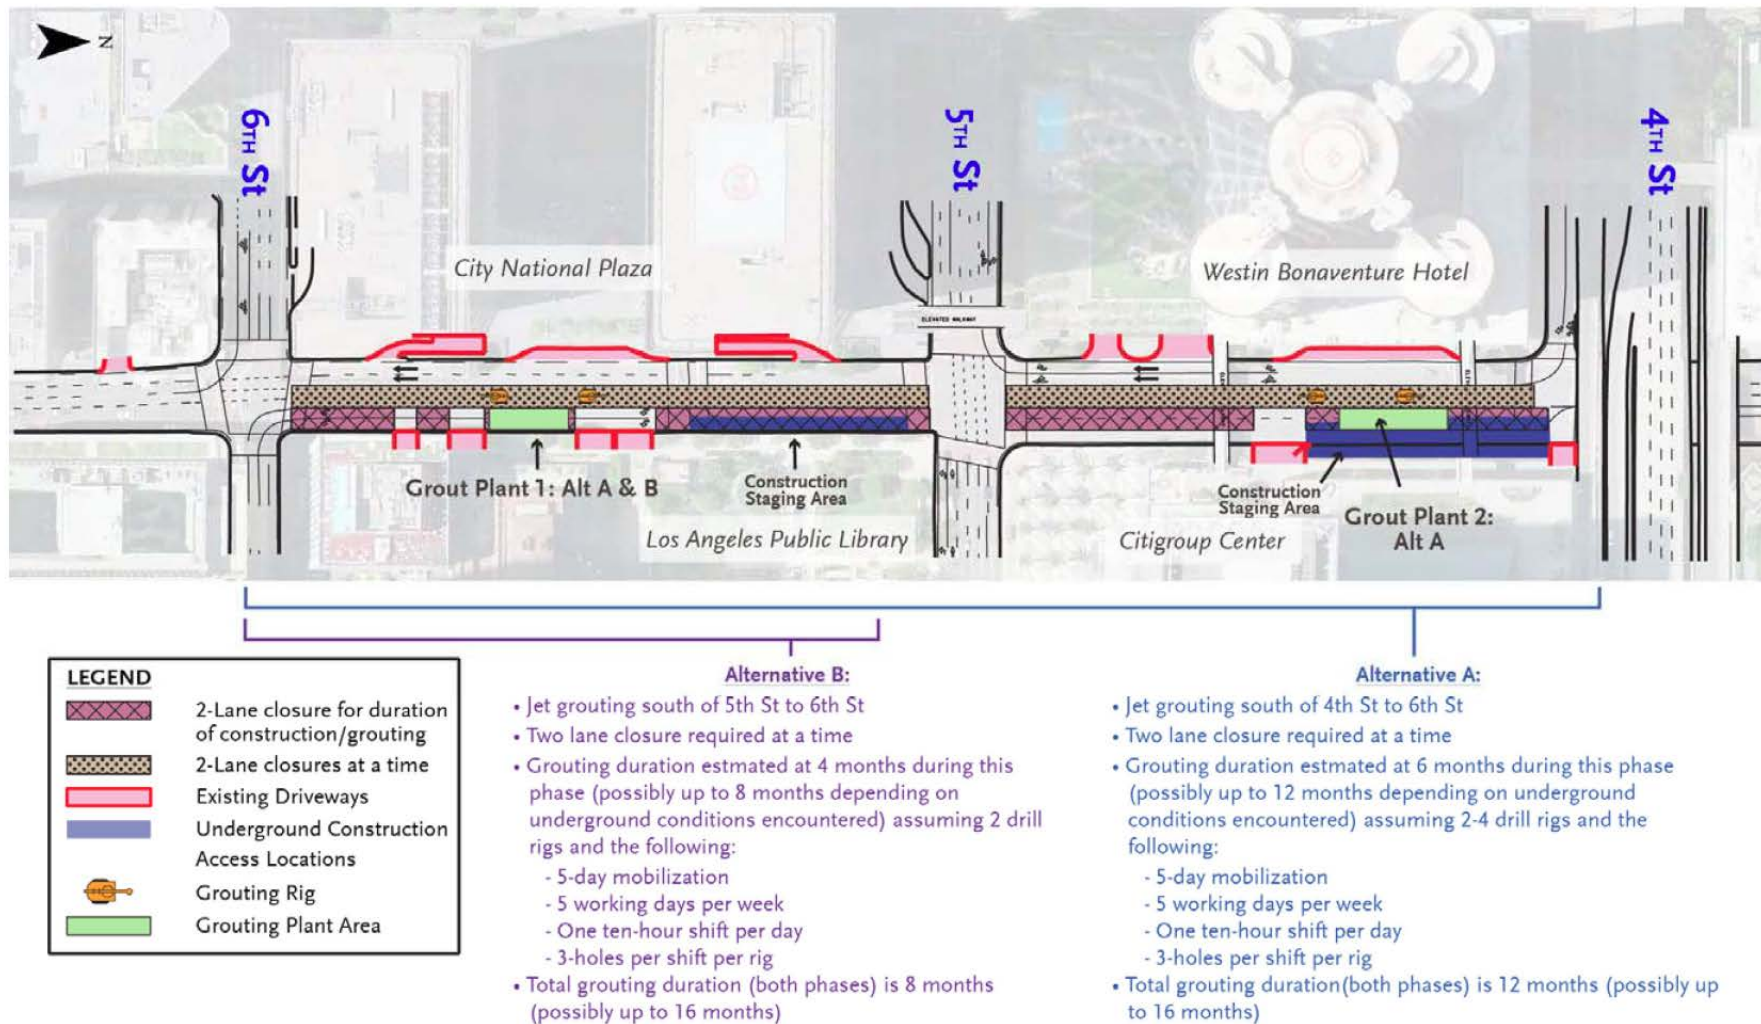 N
6TH St
5TH St
4TH St
City National Plaza
Westin Bonaventure Hotel
ELEVATED WALKWAY
Grout Plant 1: Alt A & B
Construction
Staging Area
Los Angeles Public Library
Construction
Staging Area
Citigroup Center
Grout Plant 2:
Alt A
LEGEND
2-Lane closure for duration
of construction/grouting
2-Lane closures at a time
Existing Driveways
Underground Construction
Access Locations
Grouting Rig
Grouting Plant Area
Alternative B:
• Jet grouting south of 5th St to 6th St
• Two lane closure required at a time
• Grouting duration estmated at 4 months during this
phase (possibly up to 8 months depending on
underground conditions encountered) assuming 2 drill
rigs and the following:
- 5-day mobilization
- 5 working days per week
- One ten-hour shift per day
- 3-holes per shift per rig
• Total grouting duration (both phases) is 8 months
(possibly up to 16 months)
Alternative A:
• Jet grouting south of 4th St to 6th St
• Two lane closure required at a time
• Grouting duration estmated at 6 months during this phase
(possibly up to 12 months depending on underground
conditions encountered) assuming 2-4 drill rigs and the
following:
- 5-day mobilization
- 5 working days per week
- One ten-hour shift per day
- 3-holes per shift per rig
• Total grouting duration(both phases) is 12 months (possibly up
to 16 months)